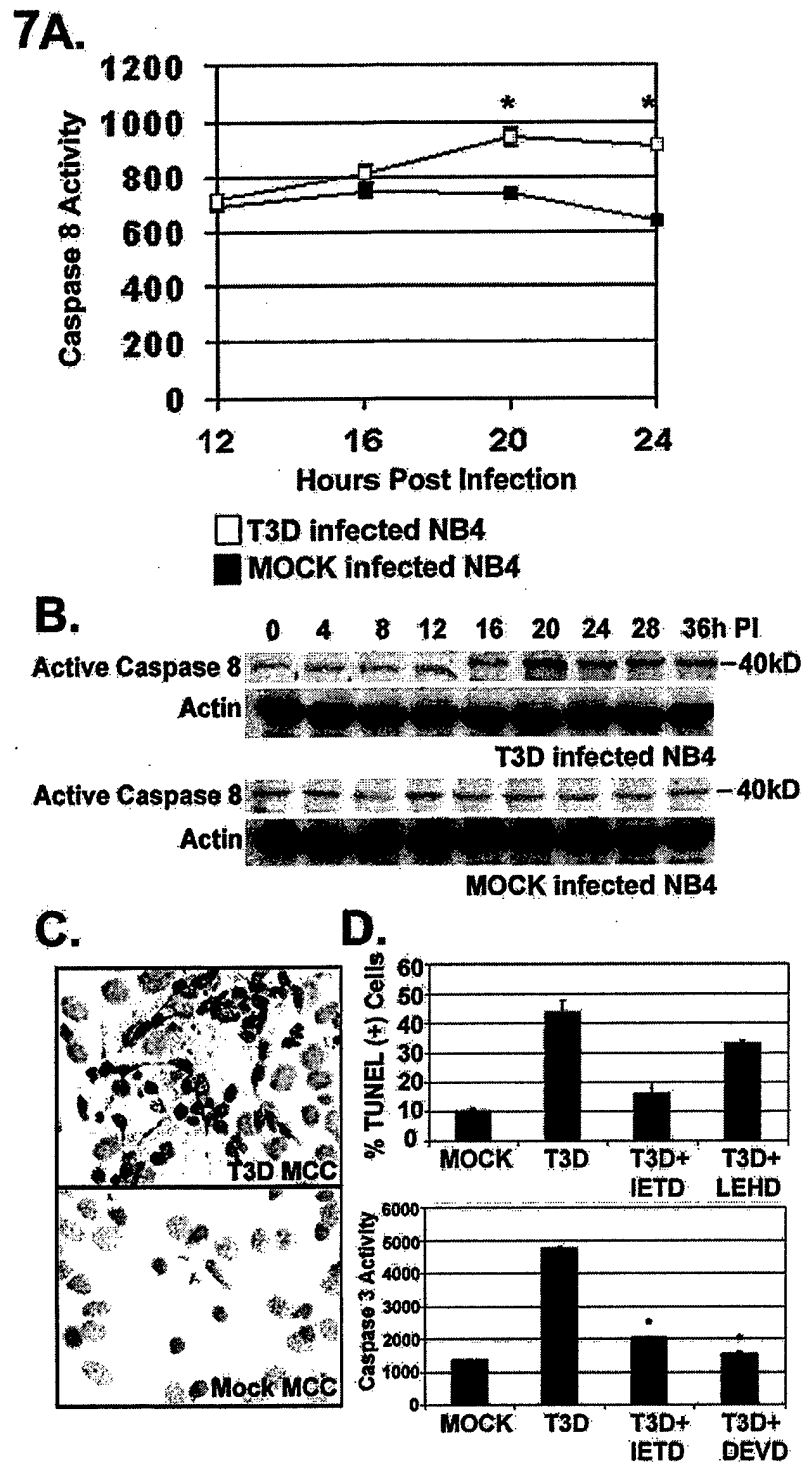 7A.
1200
1000
800
600
400
200
0
Caspase 8 Activity
* *
12 16 20 24
Hours Post Infection
T3D infected NB4
MOCK infected NB4
B.
0 4 8 12 16 20 24 28 36h PI
Active Caspase 8 -40kD
Actin
T3D infected NB4
Active Caspase 8 -40kD
Actin
MOCK infected NB4
C.
T3D MCC
Mock MCC
D.
% TUNEL (+) Cells
60
50
40
30
20
10
0
MOCK T3D T3D+ T3D+
IETD LEHD
Caspase 3 Activity
6000
5000
4000
3000
2000
1000
0
* *
MOCK T3D T3D+ T3D+
IETD DEVD